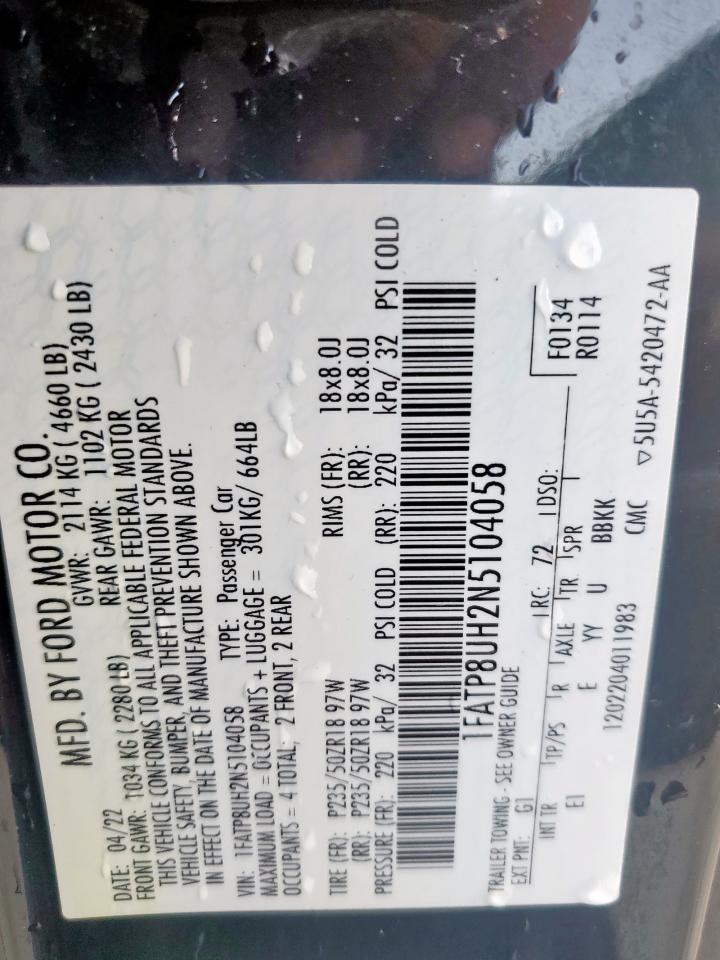 MFD. BY FORD MOTOR CO.
DATE: 04/22 GVWR: 2114 KG ( 4660 LB)
FRONT GAWR: 1034 KG ( 2280 LB) REAR GAWR: 1102 KG ( 2430 LB)
THIS VEHICLE CONFORMS TO ALL APPLICABLE FEDERAL MOTOR
VEHICLE SAFETY, BUMPER, AND THEFT PREVENTION STANDARDS
IN EFFECT ON THE DATE OF MANUFACTURE SHOWN ABOVE.
VIN: 1FATP8UH2N5104058 TYPE: Passenger Car
MAXIMUM LOAD = OCCUPANTS + LUGGAGE = 301KG/ 664LB
OCCUPANTS = 4 TOTAL; 2 FRONT, 2 REAR
TIRE (FR): P235/50ZR18 97W RIMS (FR): 18x8.0J
(RR): P235/50ZR18 97W (RR): 18x8.0J
PRESSURE (FR): 220 kPa/ 32 PSI COLD (RR): 220 kPa/ 32 PSI COLD
1FATP8UH2N5104058
TRAILER TOWING - SEE OWNER GUIDE
EXT PNT: G1 RC: 72 DSO: F0134
R0114
INT TR TP/PS R AXLE TR SPR
EI E YY U BBKK
1202204011983 CMC ▽5U5A-5420472-AA